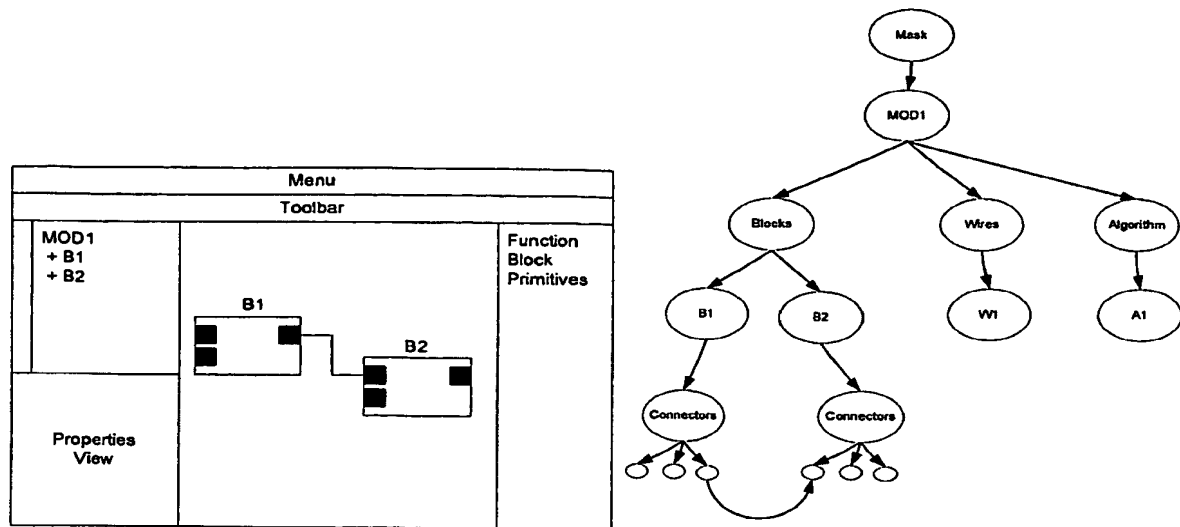 Menu
Toolbar
MOD1
+ B1
+ B2
Properties
View
B1
B2
Function
Block
Primitives
Mask
MOD1
Blocks
Wires
Algorithm
B1
B2
W1
A1
Connectors
Connectors